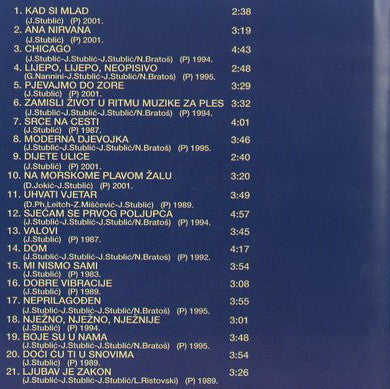 1. KAD SI MLAD 2:38
(J.Stublić) (P) 2001.
2. ANA NIRVANA 3:19
(J.Stublić) (P) 2001.
3. CHICAGO 4:43
(J.Stublić-J.Stublić-J.Stublić/N.Bratoš) (P) 1994.
4. LIJEPO, LIJEPO, NEOPISIVO 2:48
(G.Nannini-J.Stublić-J.Stublić/N.Bratoš) (P) 1995.
5. PJEVAJMO DO ZORE 3:29
(J.Stublić) (P) 2001.
6. ZAMISLI ŽIVOT U RITMU MUZIKE ZA PLES 3:32
(J.Stublić-J.Stublić-J.Stublić/N.Bratoš) (P) 1994.
7. SRCE NA CESTI 4:01
(J.Stublić) (P) 1987.
8. MODERNA DJEVOJKA 3:46
(J.Stublić-J.Stublić-J.Stublić/N.Bratoš) (P) 1995.
9. DIJETE ULICE 2:40
(J.Stublić) (P) 2001.
10. NA MORSKOME PLAVOM ŽALU 3:20
(D.Jokić-J.Stublić) (P) 2001.
11. UHVATI VJETAR 3:49
(D.Ph,Leitch-Z.Miščević-J.Stublić) (P) 1989.
12. SJEĆAM SE PRVOG POLJUPCA 4:57
(J.Stublić-J.Stublić-J.Stublić/N.Bratoš) (P) 1994.
13. VALOVI 3:45
(J.Stublić) (P) 1987.
14. DOM 4:17
(J.Stublić-J.Stublić-J.Stublić/N.Bratoš) (P) 1992.
15. MI NISMO SAMI 3:54
(J.Stublić) (P) 1983.
16. DOBRE VIBRACIJE 3:08
(J.Stublić) (P) 1989.
17. NEPRILAGOĐEN 3:55
(J.Stublić-J.Stublić-J.Stublić/N.Bratoš) (P) 1995.
18. NJEŽNO, NJEŽNO, NJEŽNIJE 3:01
(J.Stublić) (P) 1994.
19. BOJE SU U NAMA 3:48
(J.Stublić-J.Stublić-J.Stublić/N.Bratoš) (P) 1995.
20. DOĆI ĆU TI U SNOVIMA 3:54
(J.Stublić) (P) 1989.
21. LJUBAV JE ZAKON 3:26
(J.Stublić-J.Stublić-J.Stublić/L.Ristovski) (P) 1989.